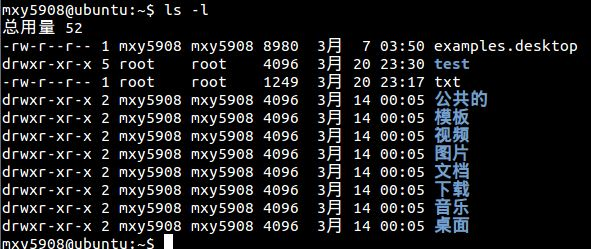 mxy5908@ubuntu:~$ ls -l
总用量 52
-rw-r--r-- 1 mxy5908 mxy5908 8980  3月  7 03:50 examples.desktop
drwxr-xr-x 5 root    root    4096  3月 20 23:30 test
-rw-r--r-- 1 root    root    1249  3月 20 23:17 txt
drwxr-xr-x 2 mxy5908 mxy5908 4096  3月 14 00:05 公共的
drwxr-xr-x 2 mxy5908 mxy5908 4096  3月 14 00:05 模板
drwxr-xr-x 2 mxy5908 mxy5908 4096  3月 14 00:05 视频
drwxr-xr-x 2 mxy5908 mxy5908 4096  3月 14 00:05 图片
drwxr-xr-x 2 mxy5908 mxy5908 4096  3月 14 00:05 文档
drwxr-xr-x 2 mxy5908 mxy5908 4096  3月 14 00:05 下载
drwxr-xr-x 2 mxy5908 mxy5908 4096  3月 14 00:05 音乐
drwxr-xr-x 2 mxy5908 mxy5908 4096  3月 14 00:05 桌面
mxy5908@ubuntu:~$